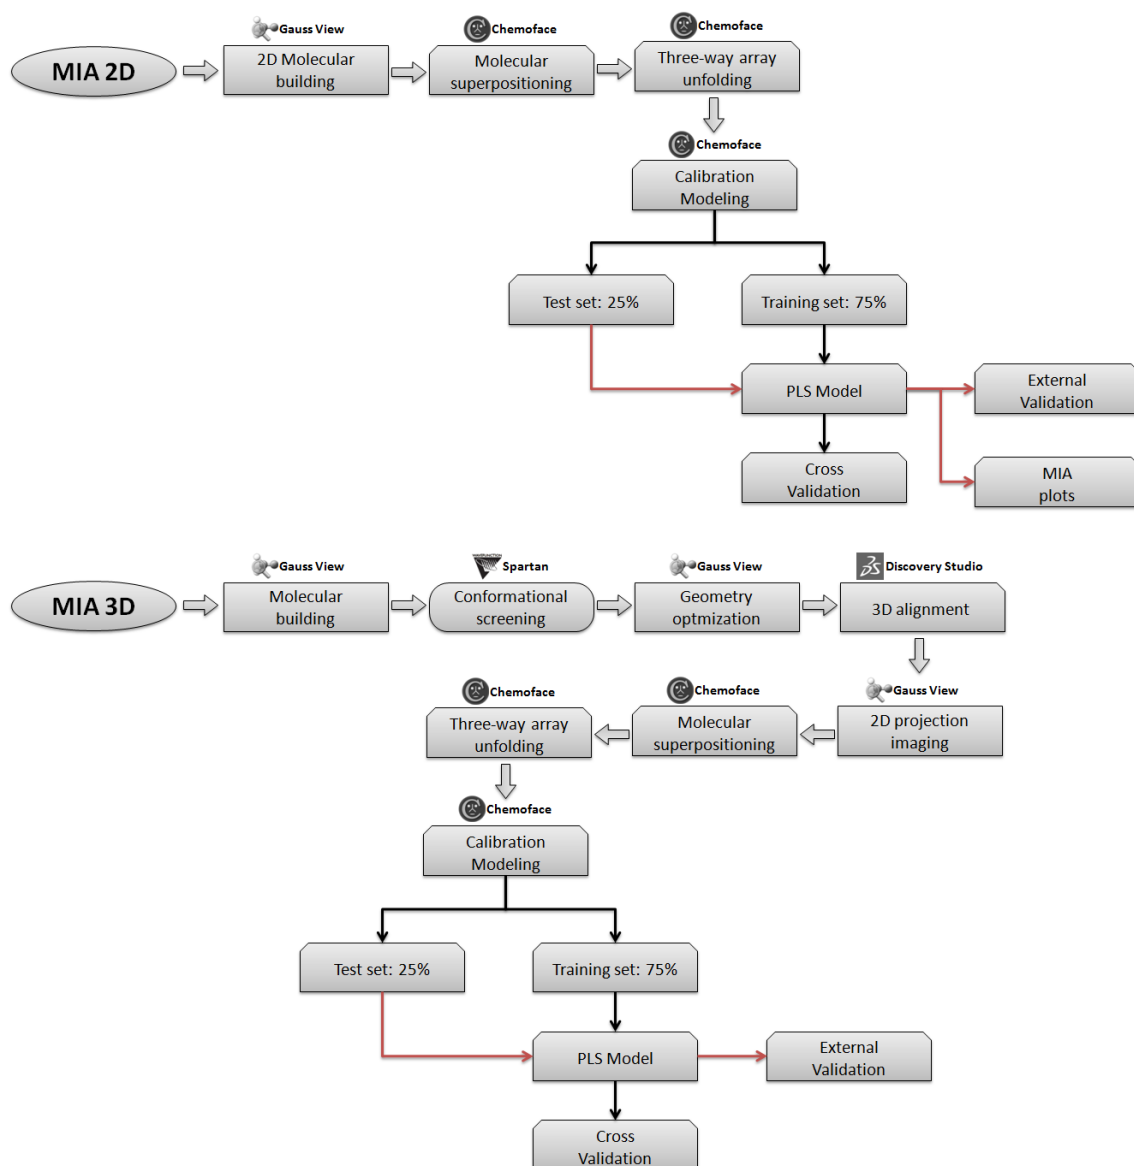 Gauss View
Chemoface
Chemoface
MIA 2D
2D Molecular
building
Molecular
superpositioning
Three-way array
unfolding
Chemoface
Calibration
Modeling
Test set: 25%
Training set: 75%
PLS Model
External
Validation
Cross
Validation
MIA
plots
Gauss View
Spartan
Gauss View
Discovery Studio
MIA 3D
Molecular
building
Conformational
screening
Geometry
optmization
3D alignment
Chemoface
Chemoface
Gauss View
Three-way array
unfolding
Molecular
superpositioning
2D projection
imaging
Chemoface
Calibration
Modeling
Test set: 25%
Training set: 75%
PLS Model
External
Validation
Cross
Validation